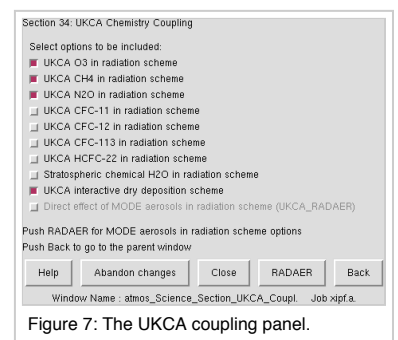 Section 34: UKCA Chemistry Coupling
Select options to be included:
UKCA O3 in radiation scheme
UKCA CH4 in radiation scheme
UKCA N2O in radiation scheme
UKCA CFC-11 in radiation scheme
UKCA CFC-12 in radiation scheme
UKCA CFC-113 in radiation scheme
UKCA HCFC-22 in radiation scheme
Stratospheric chemical H2O in radiation scheme
UKCA interactive dry deposition scheme
Direct effect of MODE aerosols in radiation scheme (UKCA_RADAER)
Push RADAER for MODE aerosols in radiation scheme options
Push Back to go to the parent window
Help Abandon changes Close RADAER Back
Window Name : atmos_Science_Section_UKCA_Coupl. Job xipf.a.
Figure 7: The UKCA coupling panel.